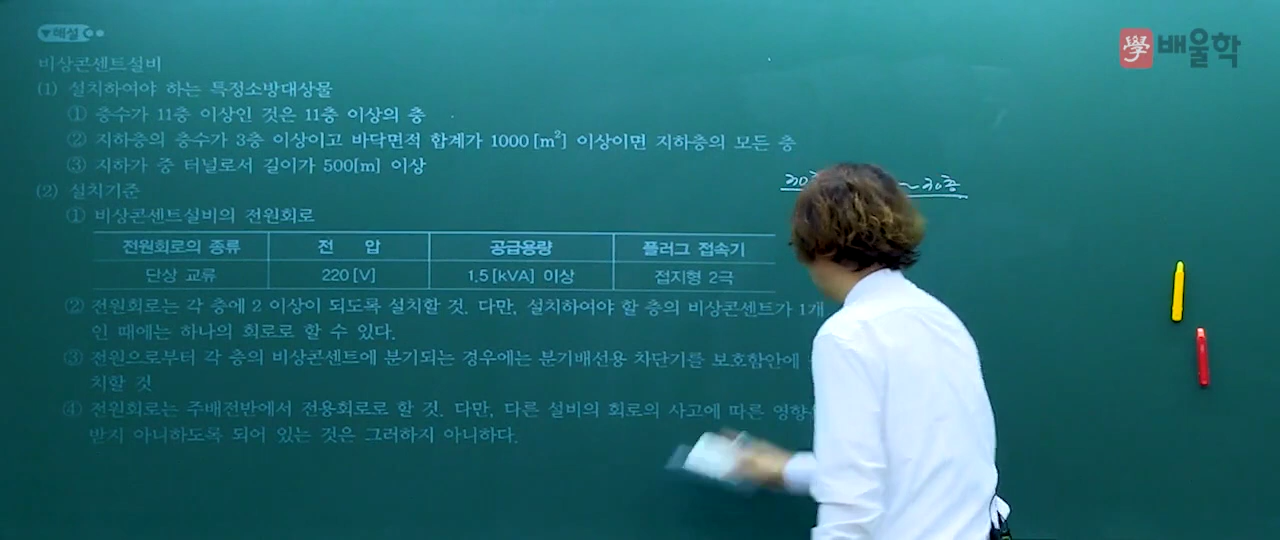 ▼해설
學 배울학
비상콘센트설비
(1) 설치하여야 하는 특정소방대상물
① 층수가 11층 이상인 것은 11층 이상의 층
② 지하층의 층수가 3층 이상이고 바닥면적 합계가 1000[m²] 이상이면 지하층의 모든 층
③ 지하가 중 터널로서 길이가 500[m] 이상
~30층
(2) 설치기준
① 비상콘센트설비의 전원회로
전원회로의 종류 전 압 공급용량 플러그 접속기
단상 교류 220[V] 1.5[kVA] 이상 접지형 2극
② 전원회로는 각 층에 2 이상이 되도록 설치할 것. 다만, 설치하여야 할 층의 비상콘센트가 1개
인 때에는 하나의 회로로 할 수 있다.
③ 전원으로부터 각 층의 비상콘센트에 분기되는 경우에는 분기배선용 차단기를 보호함안에
치할 것
④ 전원회로는 주배전반에서 전용회로로 할 것. 다만, 다른 설비의 회로의 사고에 따른 영향
받지 아니하도록 되어 있는 것은 그러하지 아니하다.